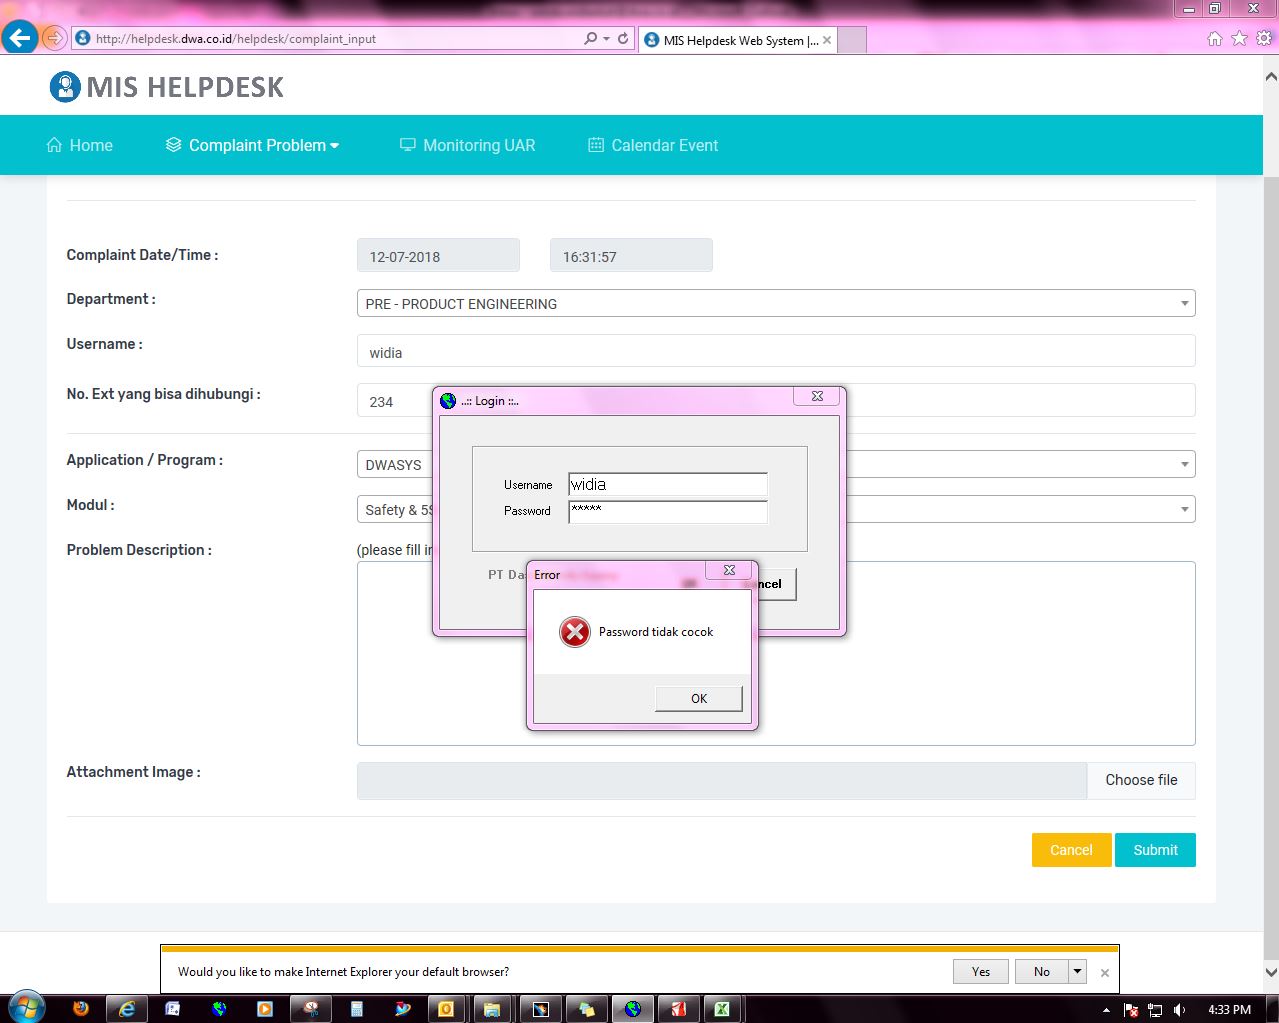 http://helpdesk.dwa.co.id/helpdesk/complaint_input
MIS Helpdesk Web System |...
MIS HELPDESK
Home
Complaint Problem
Monitoring UAR
Calendar Event
Complaint Date/Time :
12-07-2018
16:31:57
Department :
PRE - PRODUCT ENGINEERING
Username :
widia
No. Ext yang bisa dihubungi :
234
..:: Login ::..
Application / Program :
DWASYS
Username
widia
Modul :
Safety & 5S
Password
*****
Problem Description :
(please fill in
PT Da
Cancel
Error
Password tidak cocok
OK
Attachment Image :
Choose file
Cancel
Submit
Would you like to make Internet Explorer your default browser?
Yes
No
4:33 PM